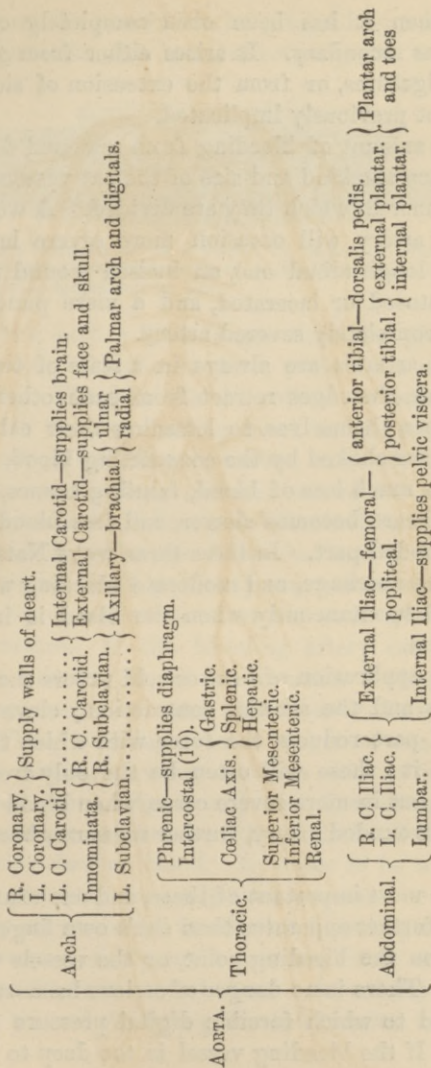 AORTA.
Arch.
R. Coronary. } Supply walls of heart.
L. Coronary.
L. C. Carotid............ } Internal Carotid—supplies brain.
Innominata. { R. C. Carotid. } External Carotid—supplies face and skull.
R. Subclavian. } Axillary—brachial { ulnar } Palmar arch and digitals.
L. Subclavian............ radial
Thoracic.
Phrenic—supplies diaphragm.
Intercostal (10).
Cœliac Axis. { Gastric.
Splenic.
Hepatic.
Superior Mesenteric.
Inferior Mesenteric.
Renal.
Abdominal.
R. C. Iliac. } External Iliac—femoral— { anterior tibial—dorsalis pedis. } Plantar arch
popliteal. posterior tibial. { external plantar. and toes
L. C. Iliac. internal plantar.
Internal Iliac—supplies pelvic viscera.
Lumbar.